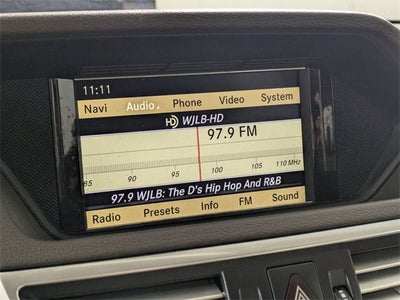 11:11
Navi Audio Phone Video System
HD WJLB-HD
97.9 FM
85 90 95 100 105 110 MHz
97.9 WJLB: The D's Hip Hop And R&B
Radio Presets Info FM Sound